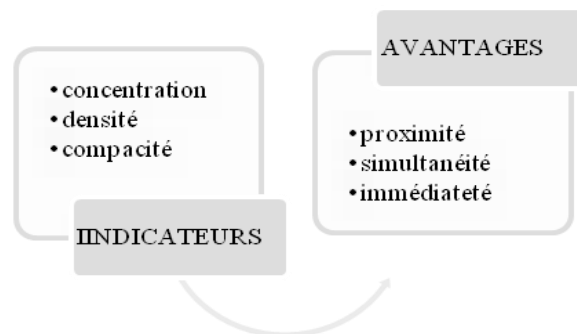 • concentration
• densité
• compacité
IINDICATEURS
AVANTAGES
• proximité
• simultanéité
• immédiateté